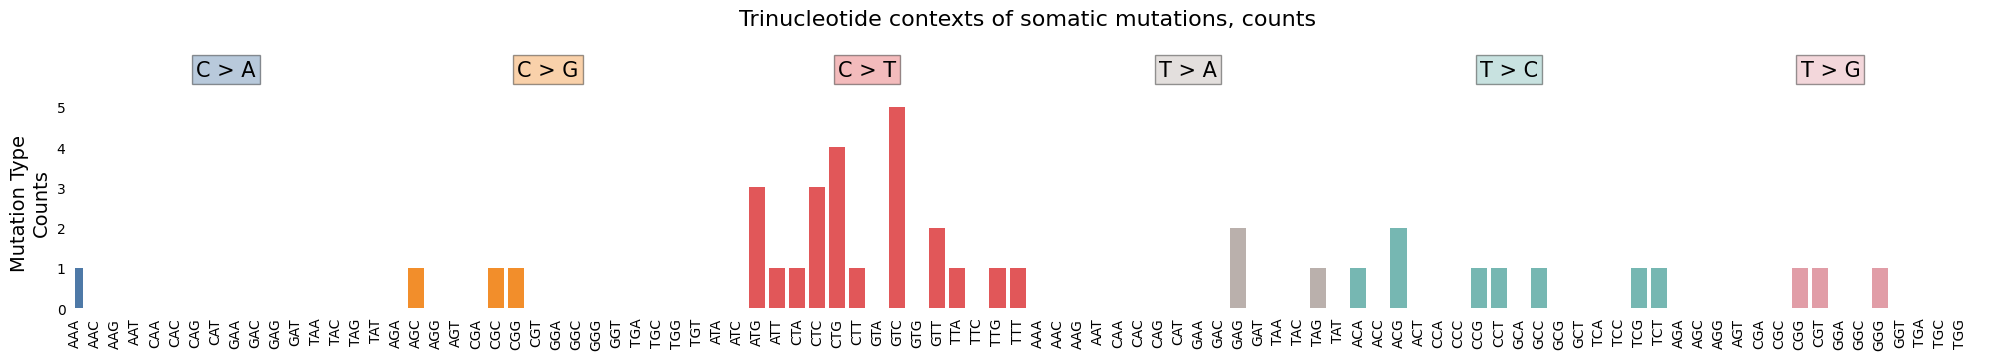 Trinucleotide contexts of somatic mutations, counts
C > A
C > G
C > T
T > A
T > C
T > G
Mutation Type
Counts
5
4
3
2
1
0
AAA
AAC
AAG
AAT
CAA
CAC
CAG
CAT
GAA
GAC
GAG
GAT
TAA
TAC
TAG
TAT
AGA
AGC
AGG
AGT
CGA
CGC
CGG
CGT
GGA
GGC
GGG
GGT
TGA
TGC
TGG
TGT
ATA
ATC
ATG
ATT
CTA
CTC
CTG
CTT
GTA
GTC
GTG
GTT
TTA
TTC
TTG
TTT
AAA
AAC
AAG
AAT
CAA
CAC
CAG
CAT
GAA
GAC
GAG
GAT
TAA
TAC
TAG
TAT
ACA
ACC
ACG
ACT
CCA
CCC
CCG
CCT
GCA
GCC
GCG
GCT
TCA
TCC
TCG
TCT
AGA
AGC
AGG
AGT
CGA
CGC
CGG
CGT
GGA
GGC
GGG
GGT
TGA
TGC
TGG